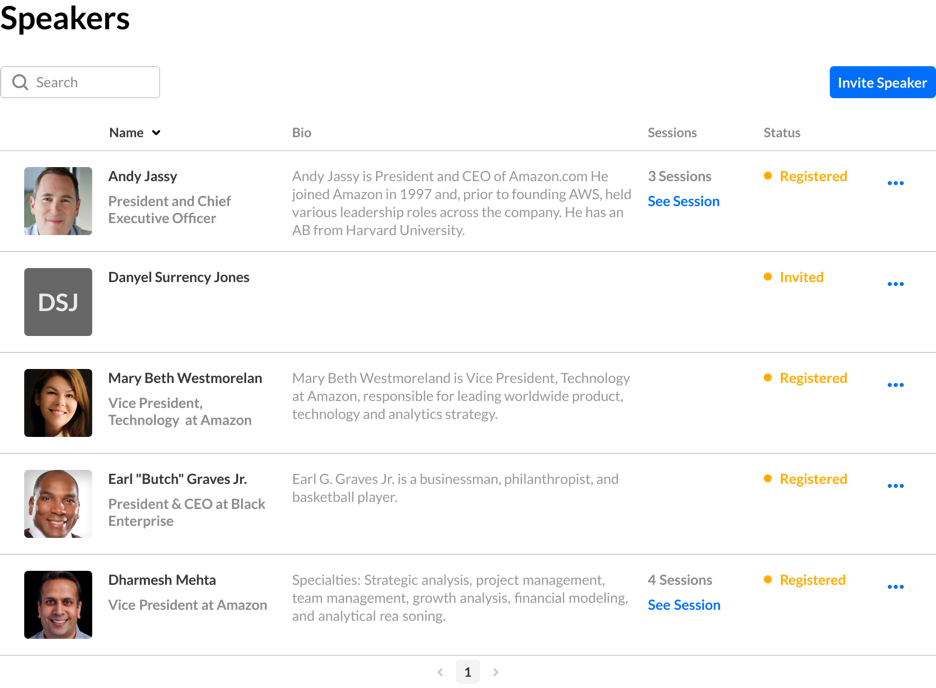 Speakers
Search
Invite Speaker
Name Bio Sessions Status
Andy Jassy
President and Chief
Executive Officer
Andy Jassy is President and CEO of Amazon.com He
joined Amazon in 1997 and, prior to founding AWS, held
various leadership roles across the company. He has an
AB from Harvard University.
3 Sessions
See Session
Registered
DSJ
Danyel Surrency Jones
Invited
Mary Beth Westmorelan
Vice President,
Technology  at Amazon
Mary Beth Westmoreland is Vice President, Technology
at Amazon, responsible for leading worldwide product,
technology and analytics strategy.
Registered
Earl "Butch" Graves Jr.
President & CEO at Black
Enterprise
Earl G. Graves Jr. is a businessman, philanthropist, and
basketball player.
Registered
Dharmesh Mehta
Vice President at Amazon
Specialties: Strategic analysis, project management,
team management, growth analysis, financial modeling,
and analytical rea soning.
4 Sessions
See Session
Registered
1